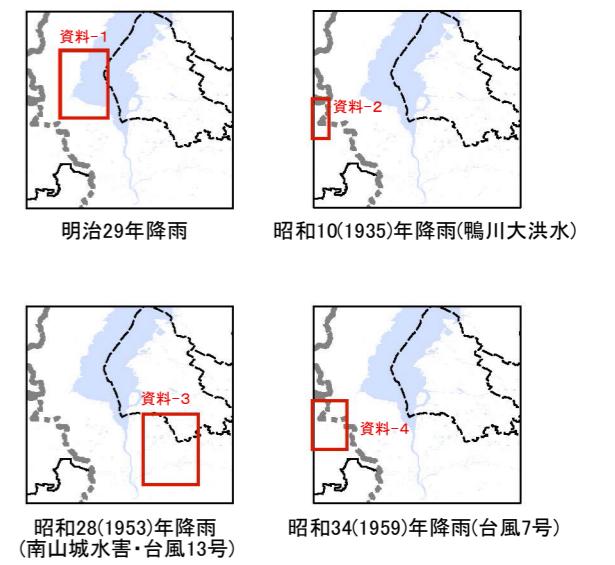 資料-1
資料-2
明治29年降雨
昭和10(1935)年降雨(鴨川大洪水)
資料-3
資料-4
昭和28(1953)年降雨
(南山城水害・台風13号)
昭和34(1959)年降雨(台風7号)